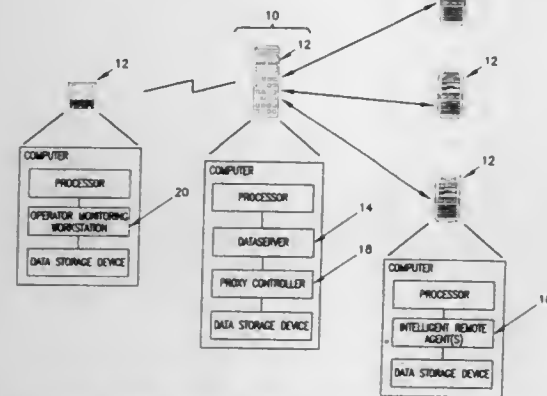 10
12
12
12
12
COMPUTER
PROCESSOR
OPERATOR MONITORING
WORKSTATION
DATA STORAGE DEVICE
20
COMPUTER
PROCESSOR
DATASERVER
PROXY CONTROLLER
DATA STORAGE DEVICE
14
18
COMPUTER
PROCESSOR
INTELLIGENT REMOTE
AGENT(S)
DATA STORAGE DEVICE